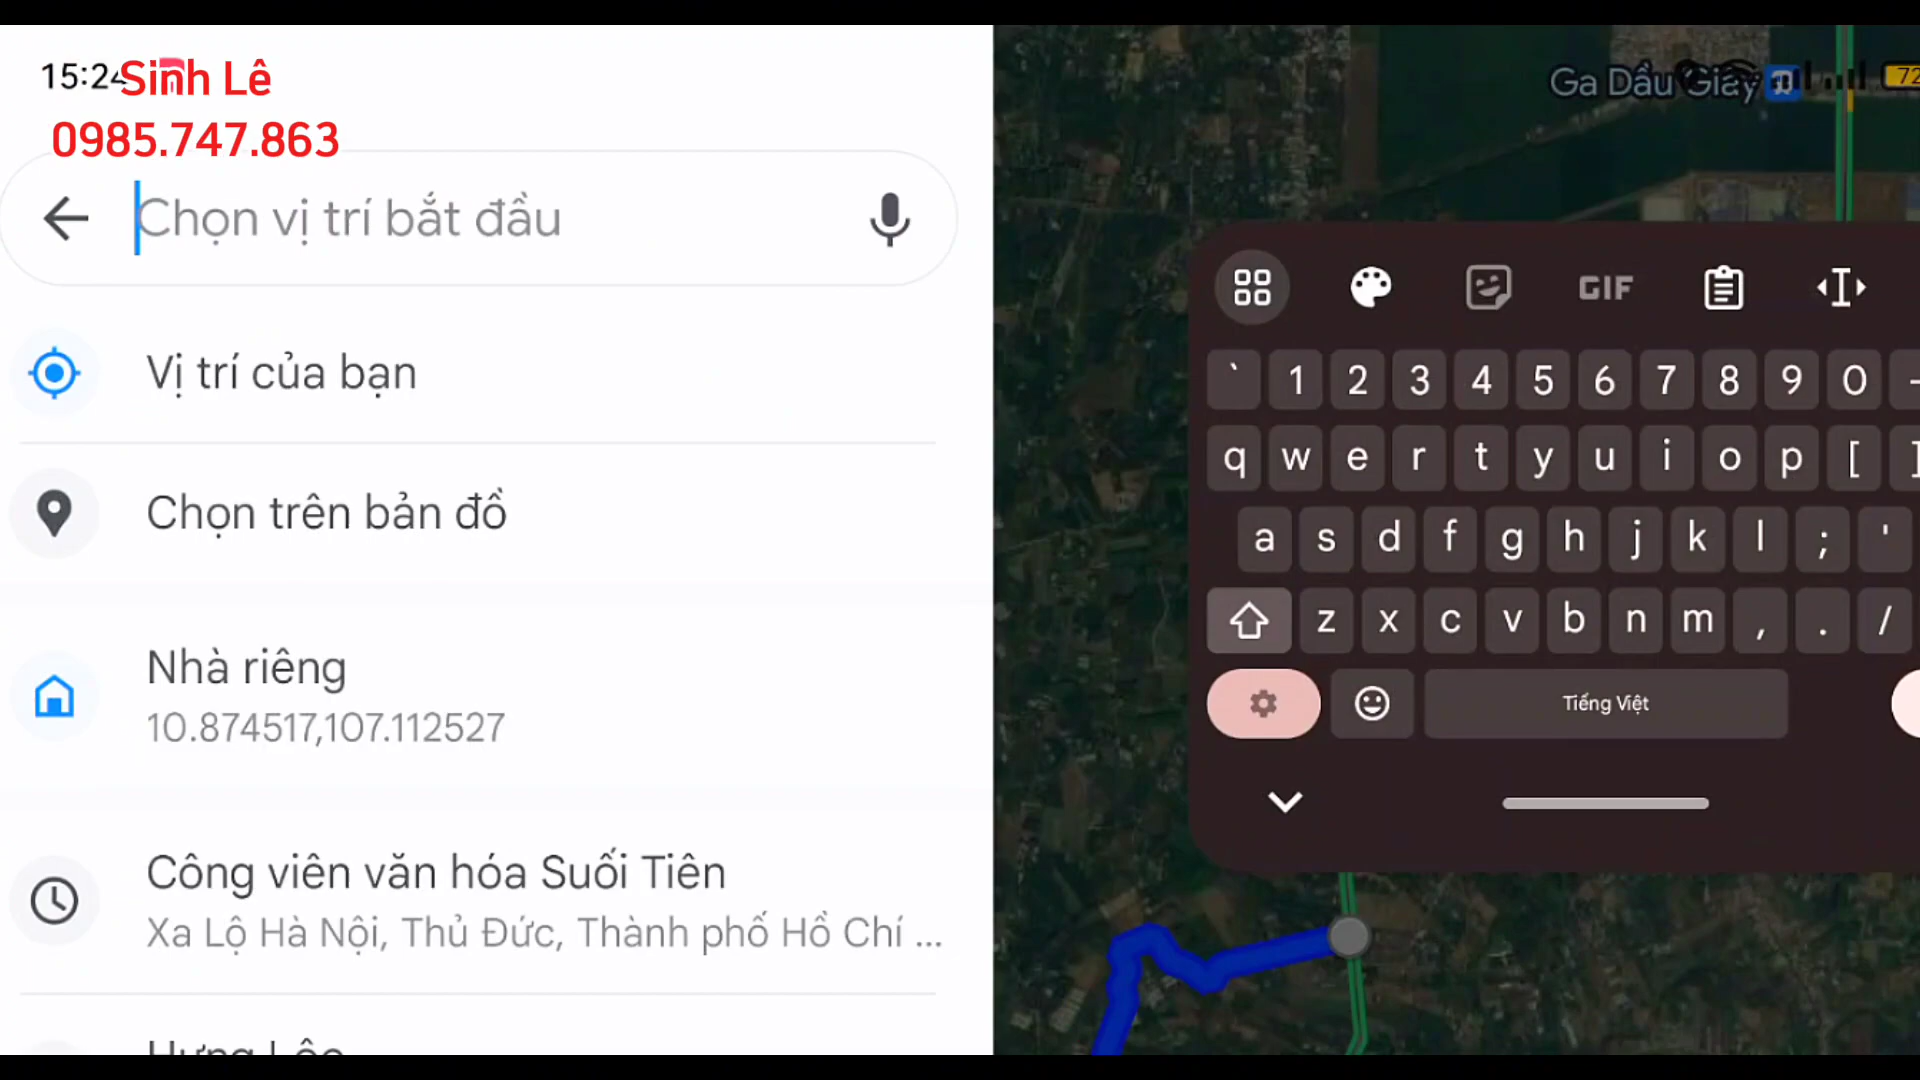 15:24
Sinh Lê
0985.747.863
Chọn vị trí bắt đầu
Vị trí của bạn
Chọn trên bản đồ
Nhà riêng
10.874517,107.112527
Công viên văn hóa Suối Tiên
Xa Lộ Hà Nội, Thủ Đức, Thành phố Hồ Chí ...
Hưng Lộc
Ga Dầu Giây
72
GIF
` 1 2 3 4 5 6 7 8 9 0 -
q w e r t y u i o p [ ]
a s d f g h j k l ; '
z x c v b n m , . /
Tiếng Việt